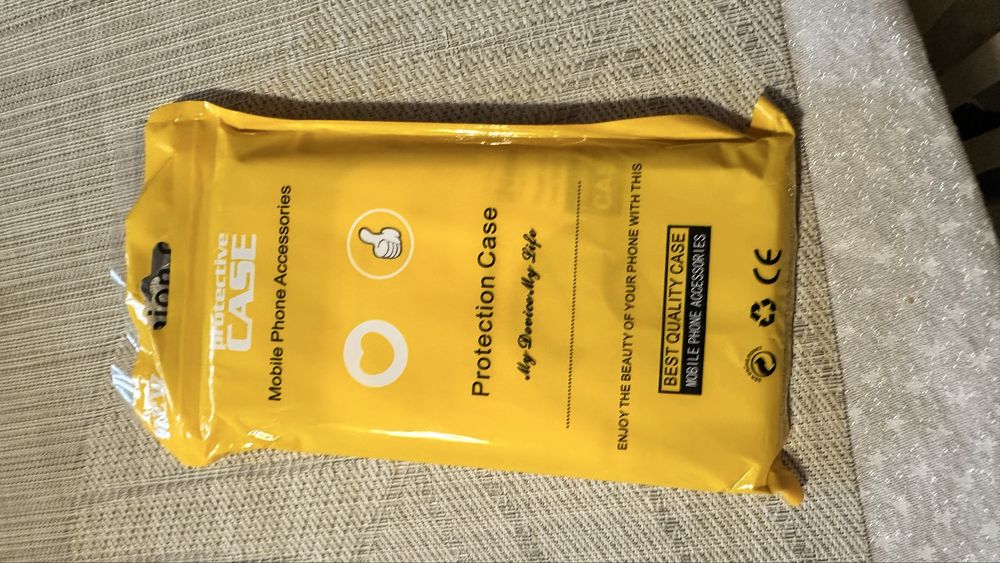 protective
CASE
Mobile Phone Accessories
Protection Case
My Device My Life
ENJOY THE BEAUTY OF YOUR PHONE WITH THIS
BEST QUALITY CASE
MOBILE PHONE ACCESSORIES
CE